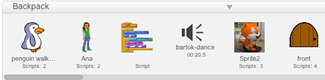 Backpack
penguin walk...
Scripts: 2
Ana
Scripts: 2
Script
bartok-dance
00:20.5
Sprite2
Scripts: 3
front
Scripts: 4